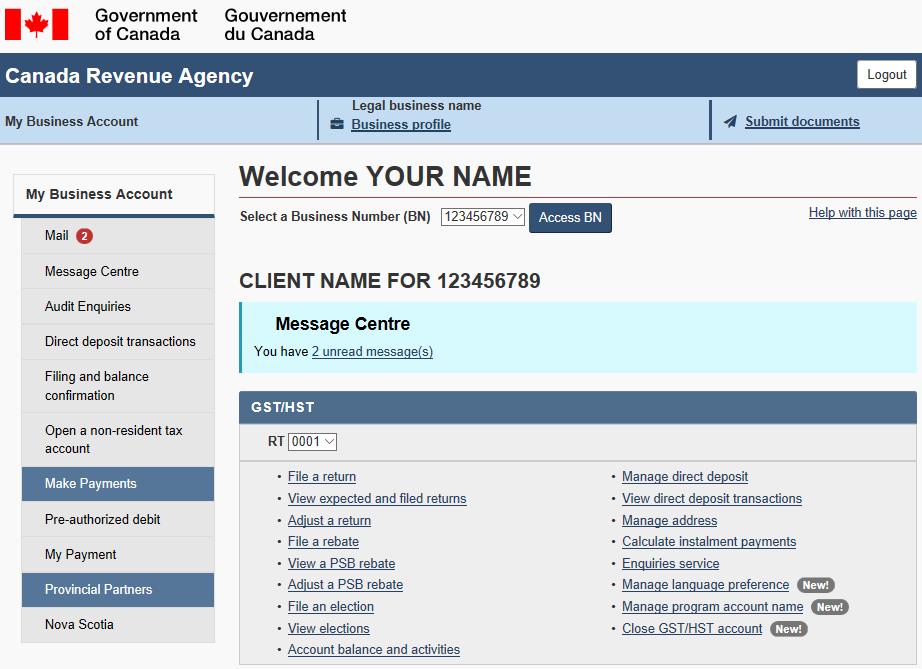 Government of Canada
Gouvernement du Canada
Canada Revenue Agency
Logout
My Business Account
Legal business name
Business profile
Submit documents
My Business Account
Mail 2
Message Centre
Audit Enquiries
Direct deposit transactions
Filing and balance
confirmation
Open a non-resident tax
account
Make Payments
Pre-authorized debit
My Payment
Provincial Partners
Nova Scotia
Welcome YOUR NAME
Select a Business Number (BN) 123456789 Access BN
Help with this page
CLIENT NAME FOR 123456789
Message Centre
You have 2 unread message(s)
GST/HST
RT 0001
• File a return
• View expected and filed returns
• Adjust a return
• File a rebate
• View a PSB rebate
• Adjust a PSB rebate
• File an election
• View elections
• Account balance and activities
• Manage direct deposit
• View direct deposit transactions
• Manage address
• Calculate instalment payments
• Enquiries service
• Manage language preference New!
• Manage program account name New!
• Close GST/HST account New!